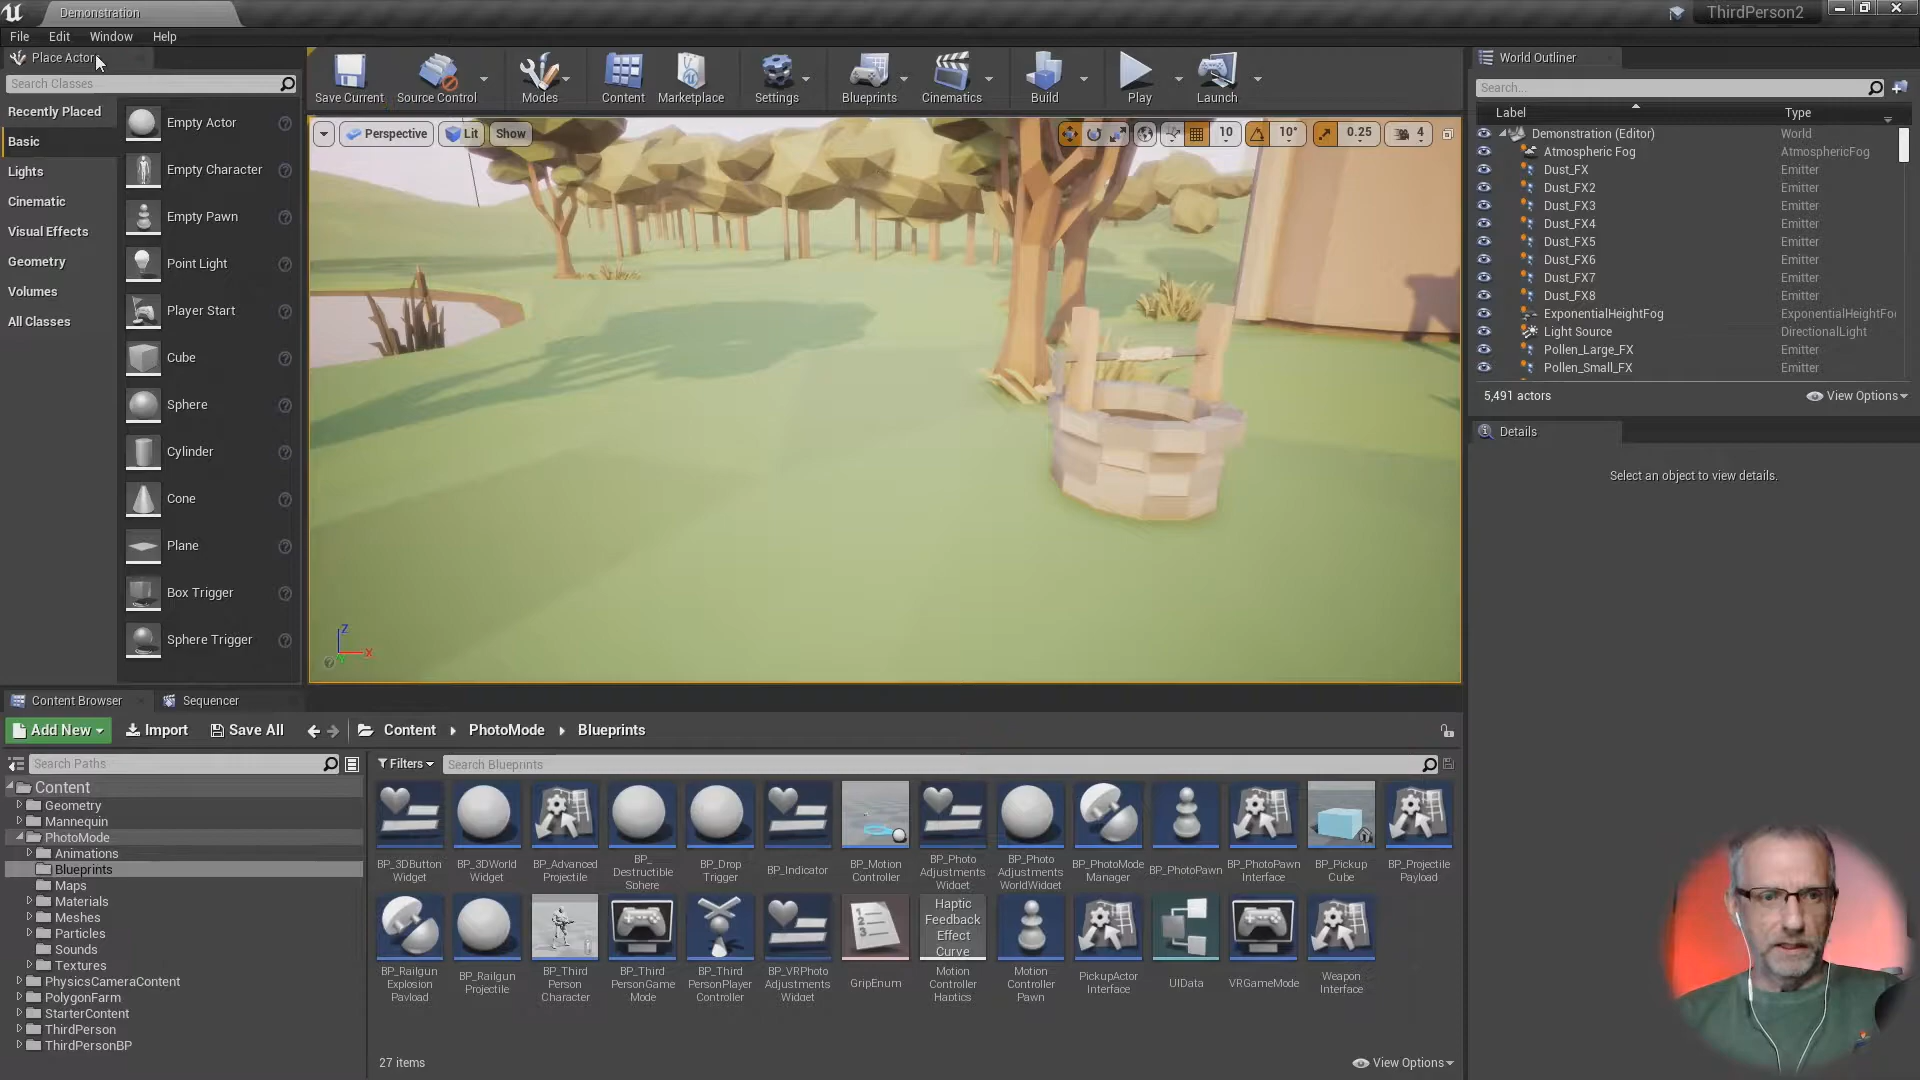 Demonstration
ThirdPerson2
File Edit Window Help
Place Actors
Search Classes
Recently Placed
Basic
Lights
Cinematic
Visual Effects
Geometry
Volumes
All Classes
Empty Actor
Empty Character
Empty Pawn
Point Light
Player Start
Cube
Sphere
Cylinder
Cone
Plane
Box Trigger
Sphere Trigger
Save Current
Source Control
Modes
Content
Marketplace
Settings
Blueprints
Cinematics
Build
Play
Launch
Perspective
Lit
Show
10
10°
0.25
4
Z
X
World Outliner
Search...
Label Type
Demonstration (Editor) World
Atmospheric Fog AtmosphericFog
Dust_FX Emitter
Dust_FX2 Emitter
Dust_FX3 Emitter
Dust_FX4 Emitter
Dust_FX5 Emitter
Dust_FX6 Emitter
Dust_FX7 Emitter
Dust_FX8 Emitter
ExponentialHeightFog ExponentialHeightFo
Light Source DirectionalLight
Pollen_Large_FX Emitter
Pollen_Small_FX Emitter
5,491 actors
View Options
Details
Select an object to view details.
Content Browser
Sequencer
Add New
Import
Save All
Content
PhotoMode
Blueprints
Search Paths
Content
Geometry
Mannequin
PhotoMode
Animations
Blueprints
Maps
Materials
Meshes
Particles
Sounds
Textures
PhysicsCameraContent
PolygonFarm
StarterContent
ThirdPerson
ThirdPersonBP
Filters
Search Blueprints
BP_3DButton
Widget
BP_3DWorld
Widget
BP_Advanced
Projectile
BP_
Destructible
Sphere
BP_Drop
Trigger
BP_Indicator
BP_Motion
Controller
BP_Photo
Adjustments
Widget
BP_Photo
Adjustments
WorldWidget
BP_PhotoMode
Manager
BP_PhotoPawn
BP_PhotoPawn
Interface
BP_Pickup
Cube
BP_Projectile
Payload
BP_Railgun
Explosion
Payload
BP_Railgun
Projectile
BP_Third
Person
Character
BP_Third
PersonGame
Mode
BP_Third
PersonPlayer
Controller
BP_VRPhoto
Adjustments
Widget
GripEnum
Haptic
Feedback
Effect
Curve
Motion
Controller
Haptics
Motion
Controller
Pawn
PickupActor
Interface
UIData
VRGameMode
Weapon
Interface
27 items
View Options